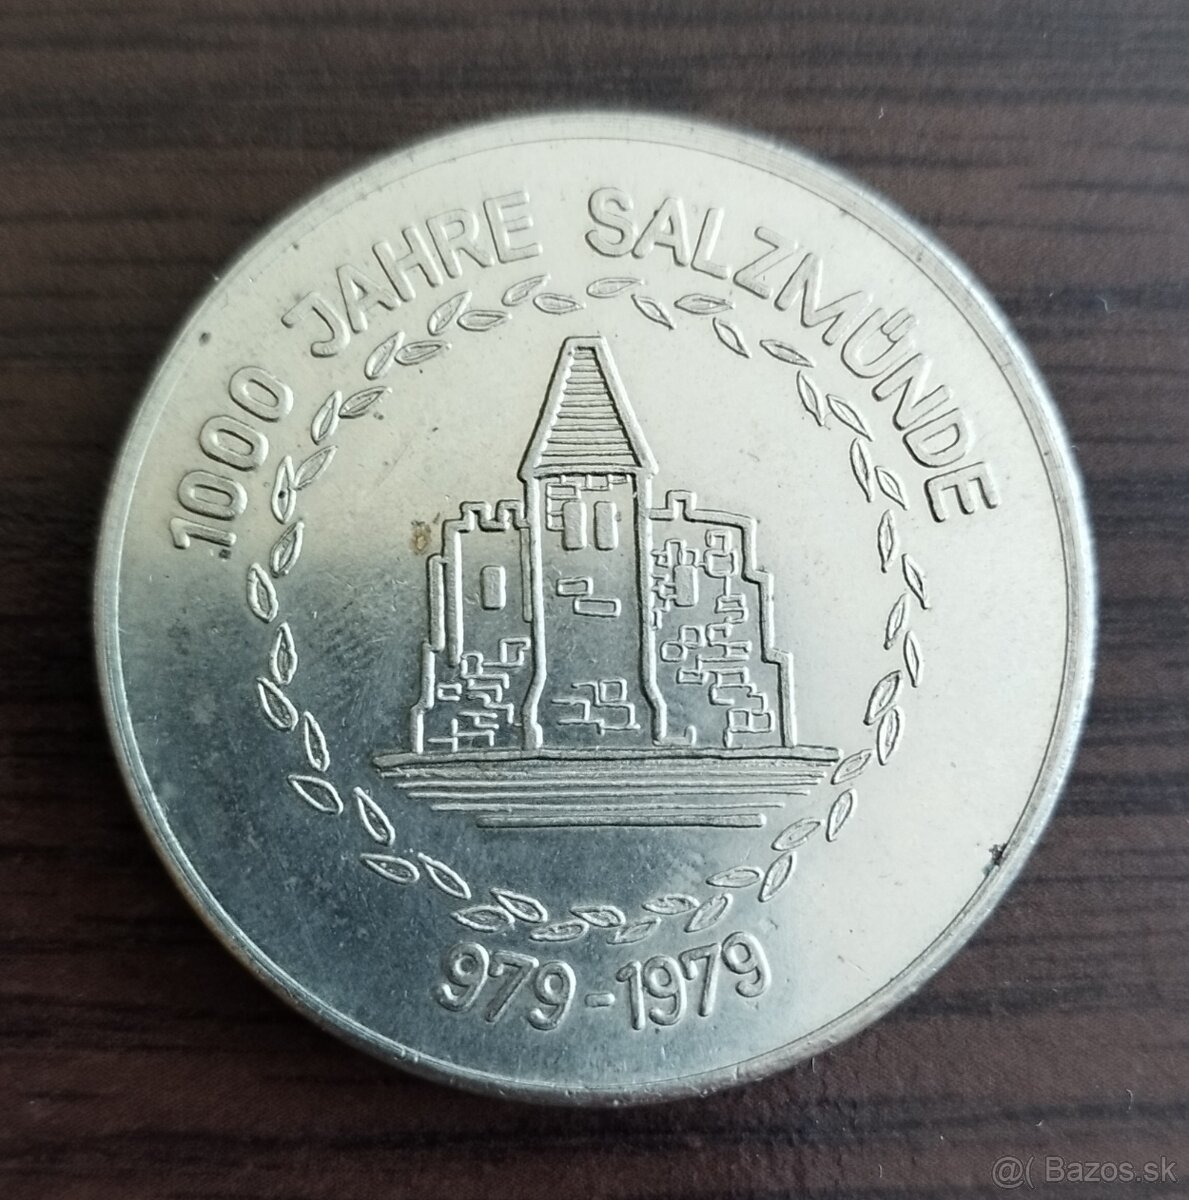 1000 JAHRE SALZMÜNDE
979-1979
@( Bazos.sk